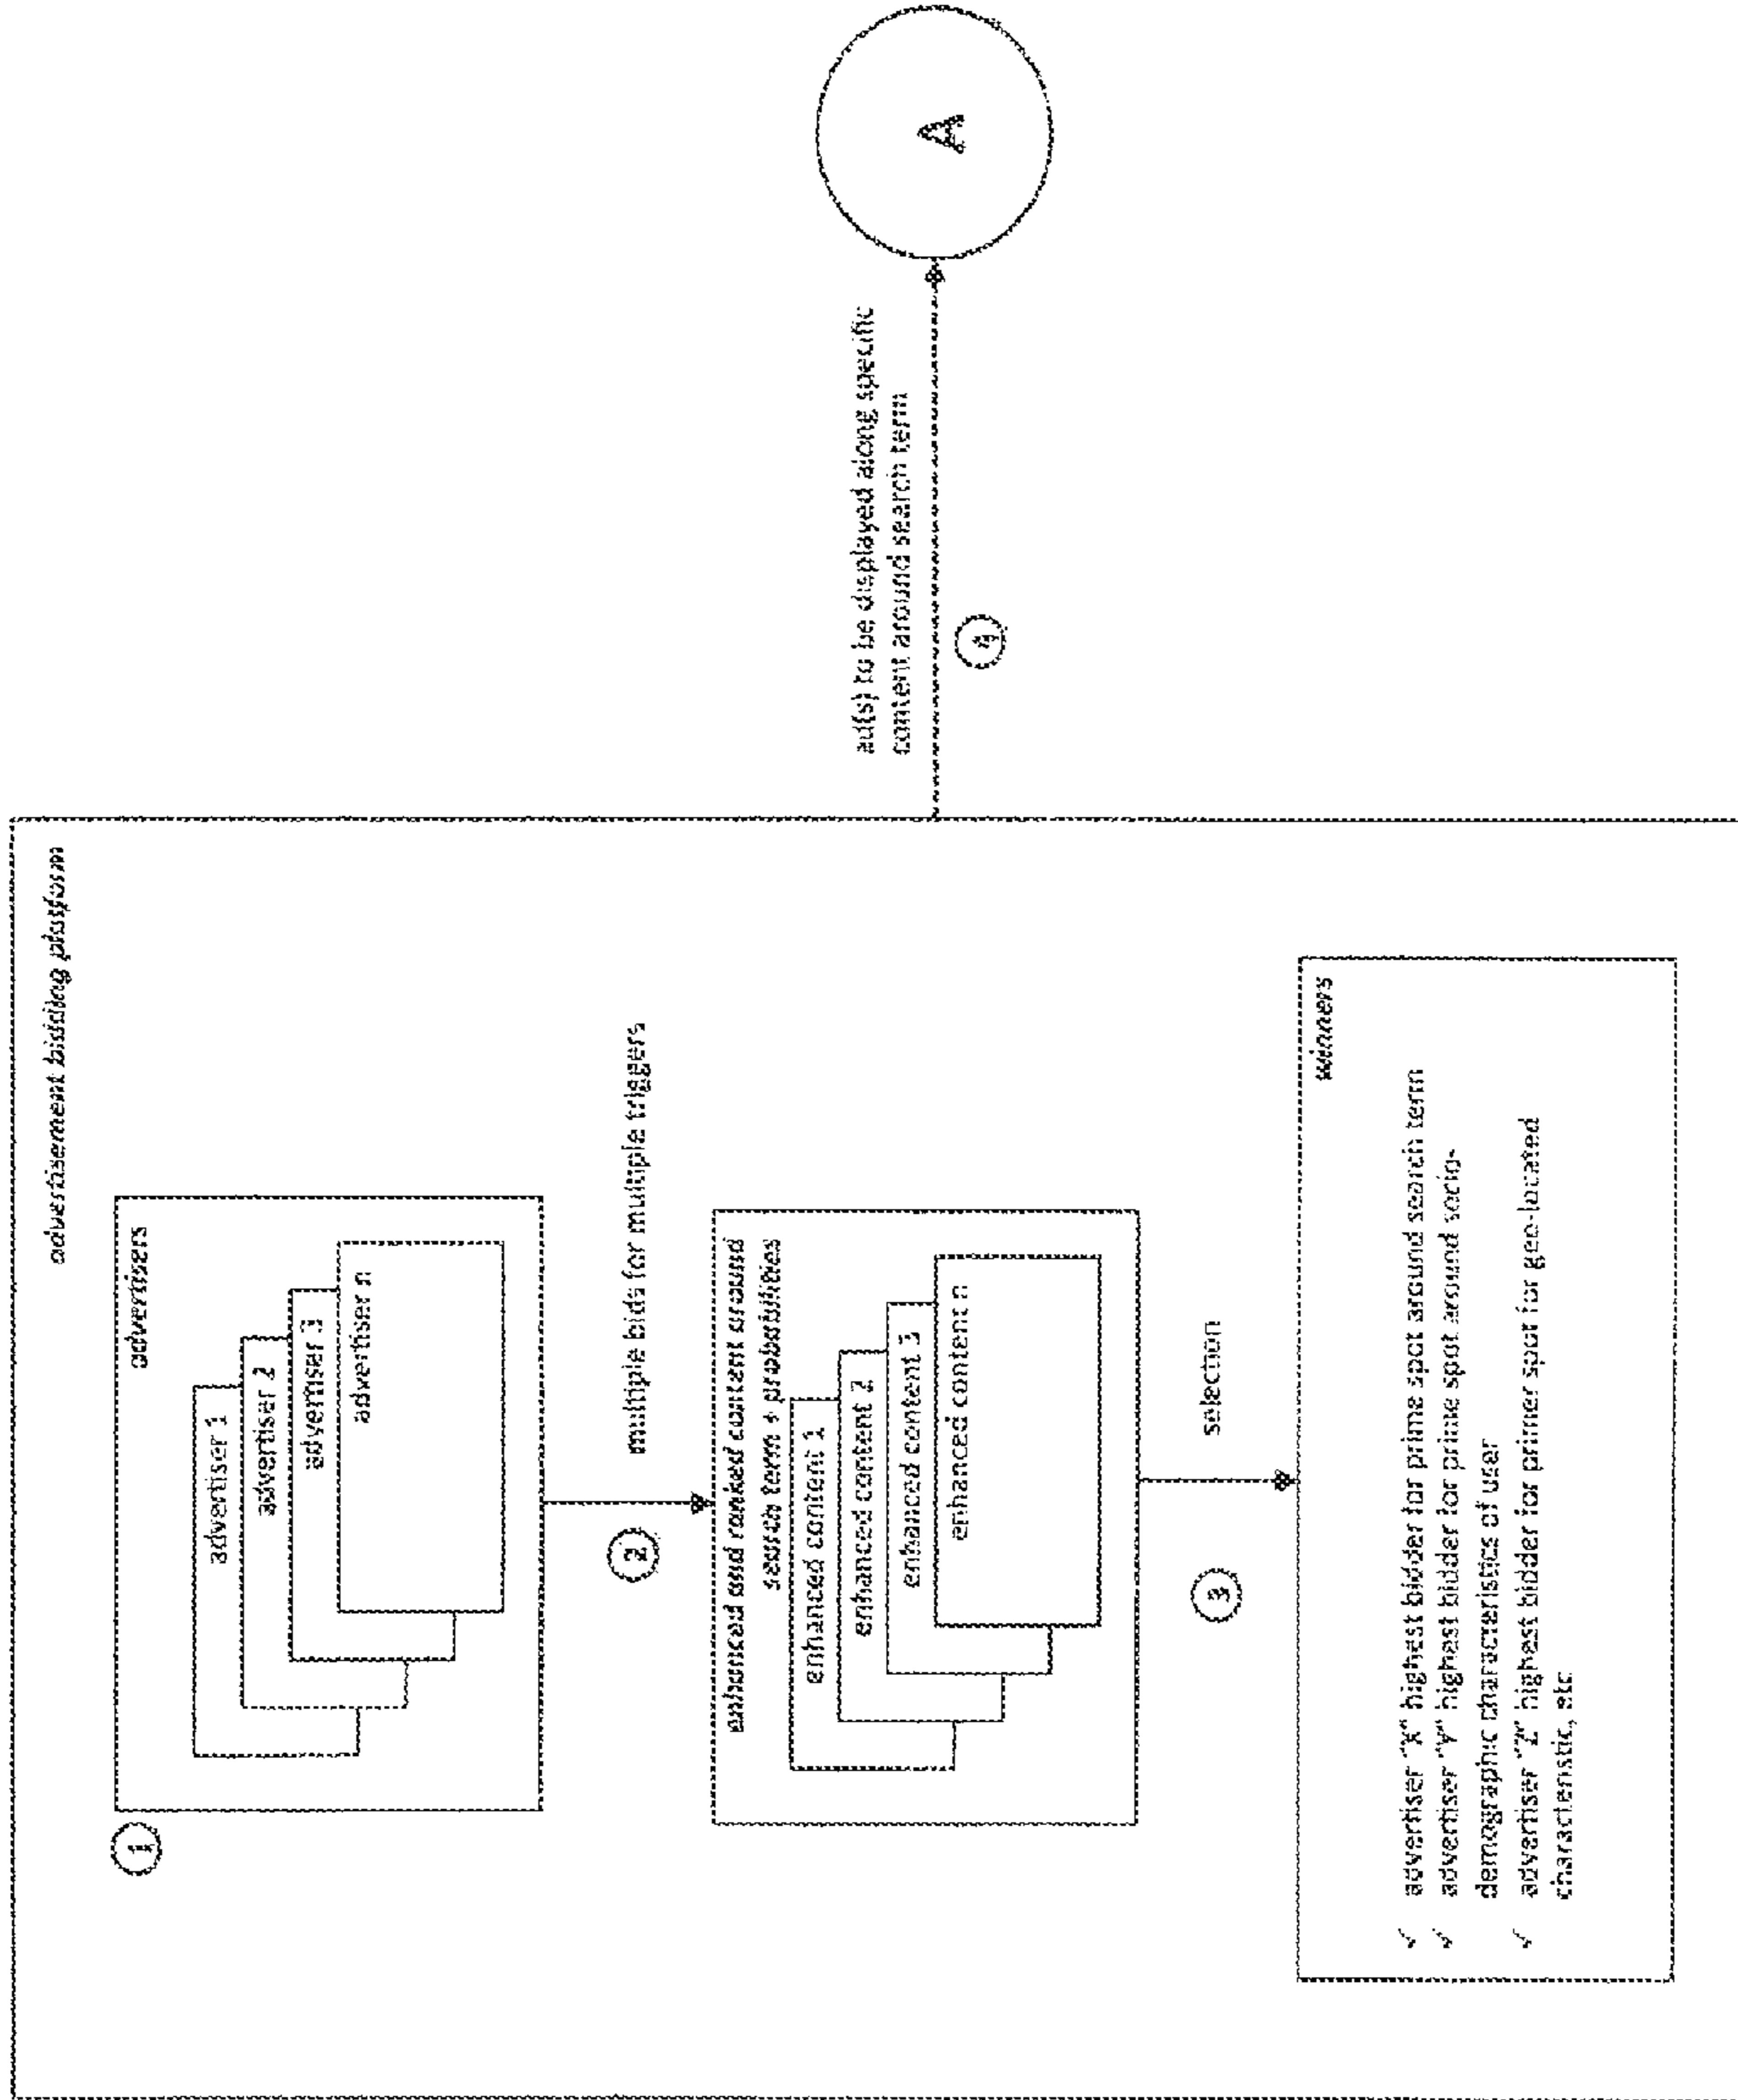 advertisement bidding platform
advertisers
1
advertiser 1
advertiser 2
advertiser 3
advertiser n
2
multiple bids for multiple triggers
enhanced and ranked content around
search term + probabilities
enhanced content 1
enhanced content 2
enhanced content 3
enhanced content n
3
selection
winners
✓ advertiser "X" highest bidder for prime spot around search term
✓ advertiser "Y" highest bidder for prime spot around socio-
demographic characteristics of user
✓ advertiser "Z" highest bidder for primer spot for geo-located
characteristic, etc
ad(s) to be displayed along specific
content around search term
4
A